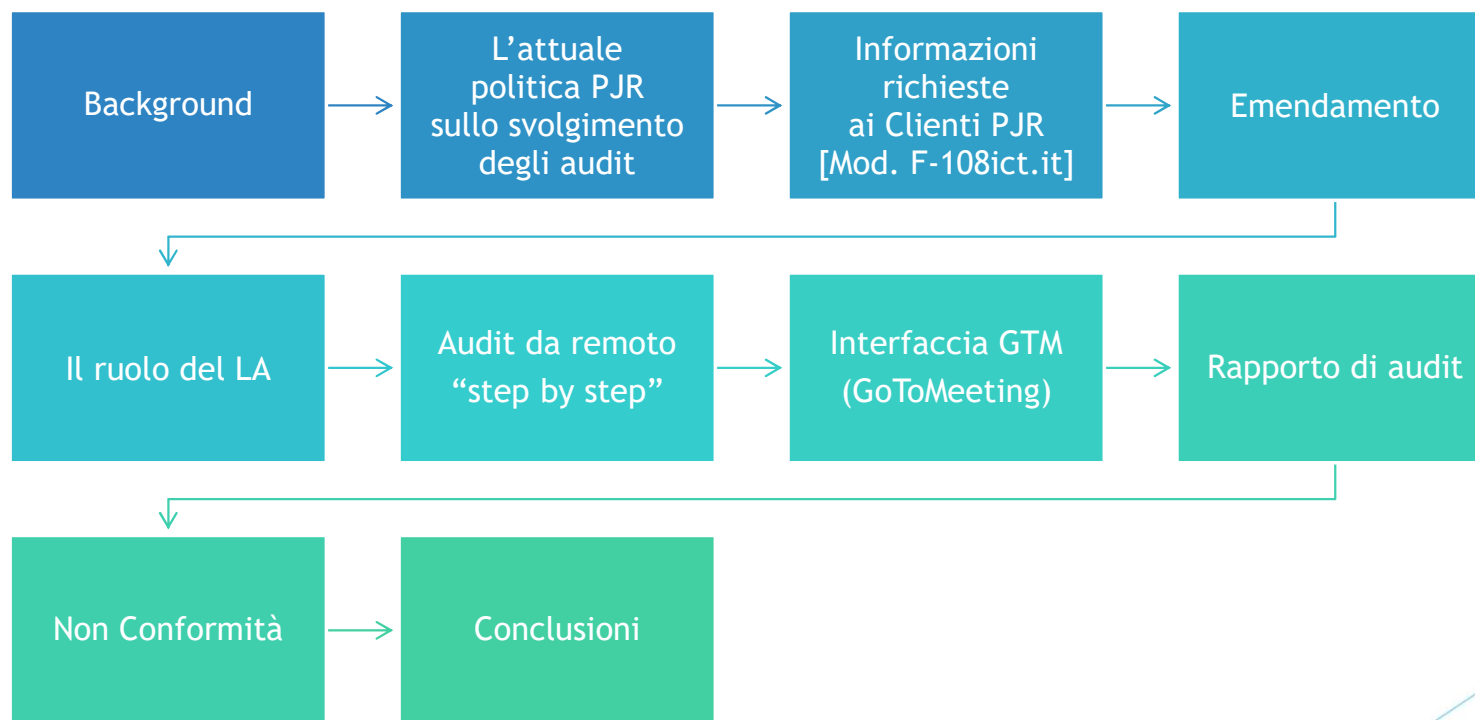 Background
L’attuale
politica PJR
sullo svolgimento
degli audit
Informazioni
richieste
ai Clienti PJR
[Mod. F-108ict.it]
Emendamento
Il ruolo del LA
Audit da remoto
“step by step”
Interfaccia GTM
(GoToMeeting)
Rapporto di audit
Non Conformità
Conclusioni